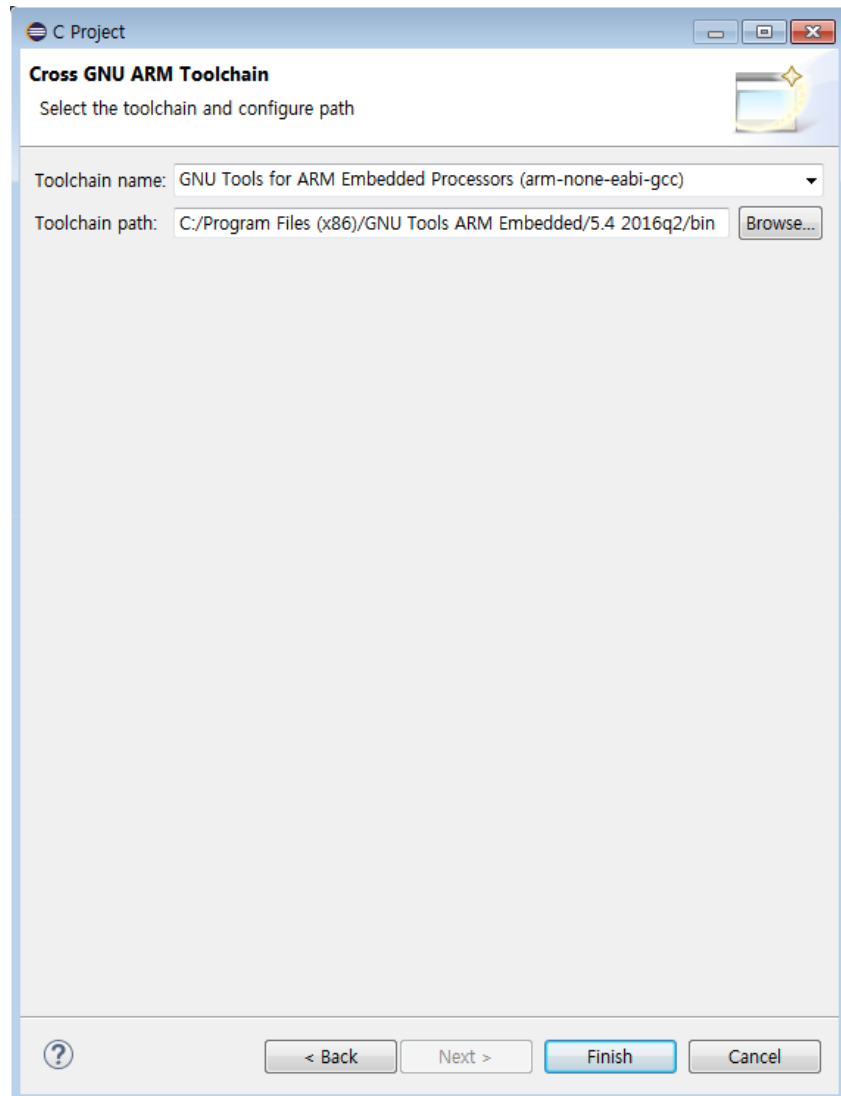 C Project
Cross GNU ARM Toolchain
Select the toolchain and configure path
Toolchain name: GNU Tools for ARM Embedded Processors (arm-none-eabi-gcc)
Toolchain path: C:/Program Files (x86)/GNU Tools ARM Embedded/5.4 2016q2/bin Browse...
? < Back Next > Finish Cancel